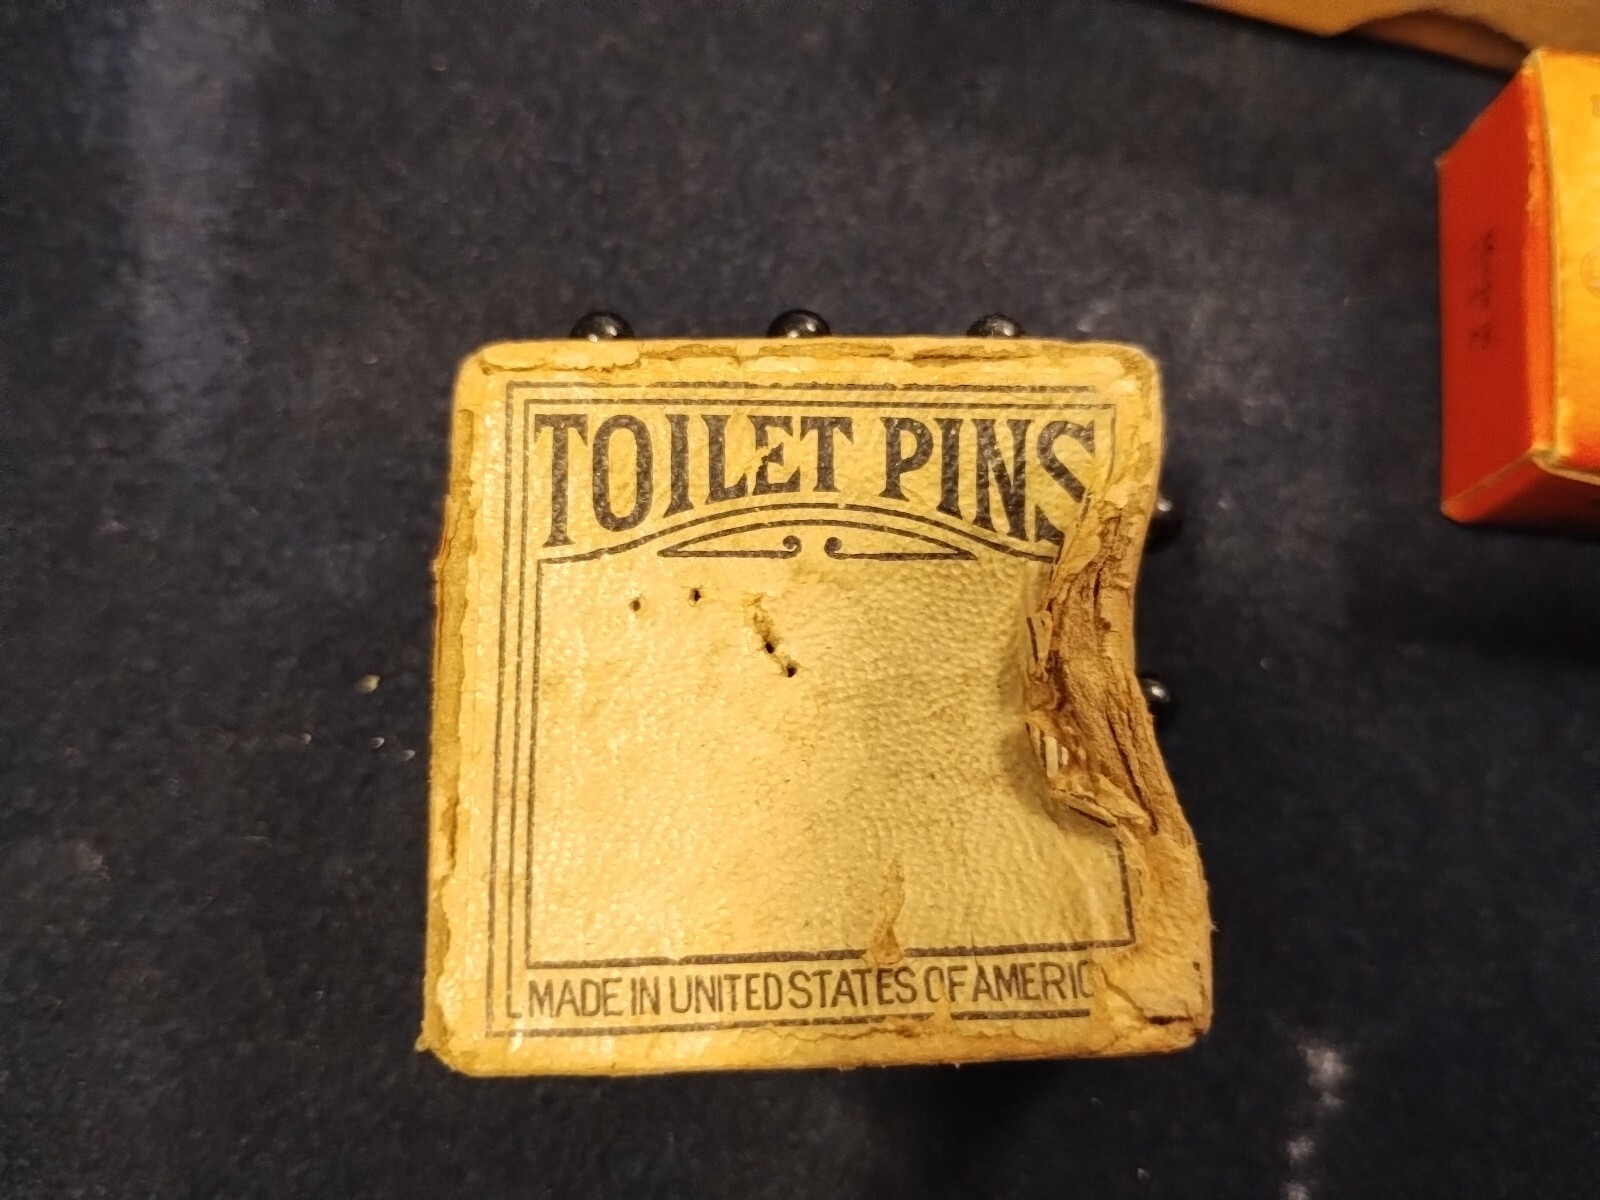 TOILET PINS
MADE IN UNITED STATES OF AMERIC